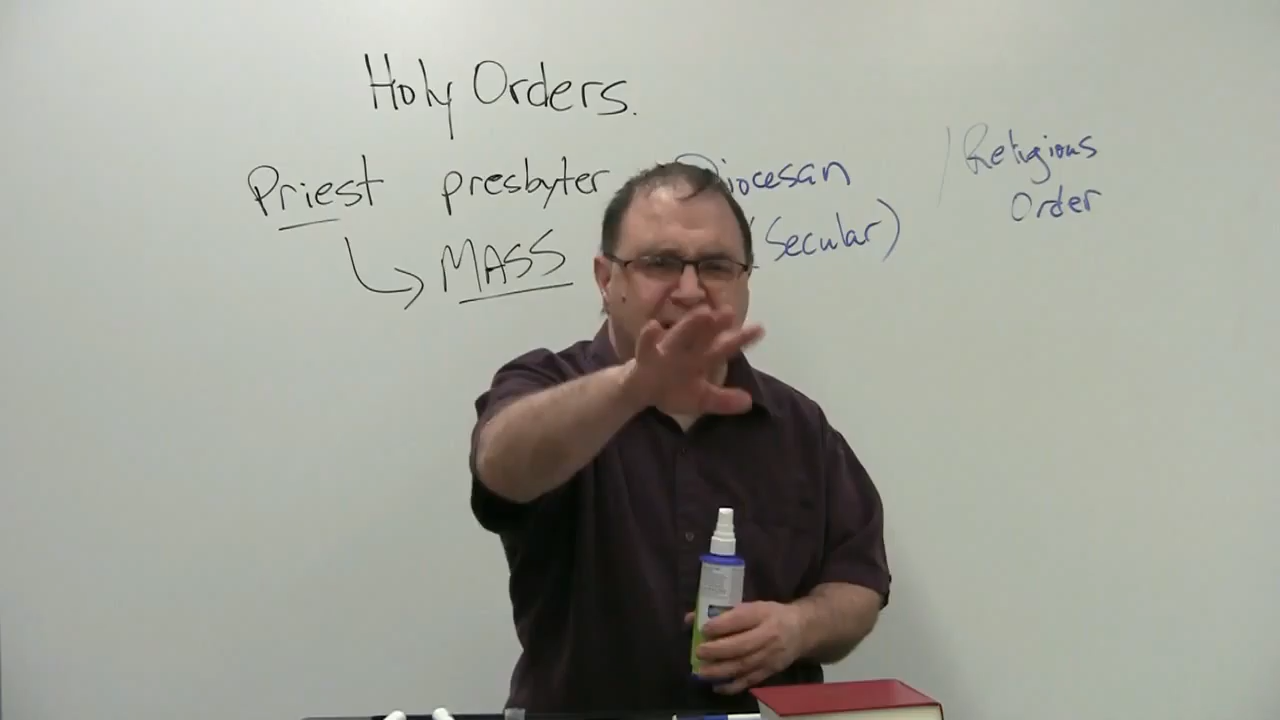 Holy Orders.
Priest presbyter Diocesan / Religious
(Secular) Order
MASS